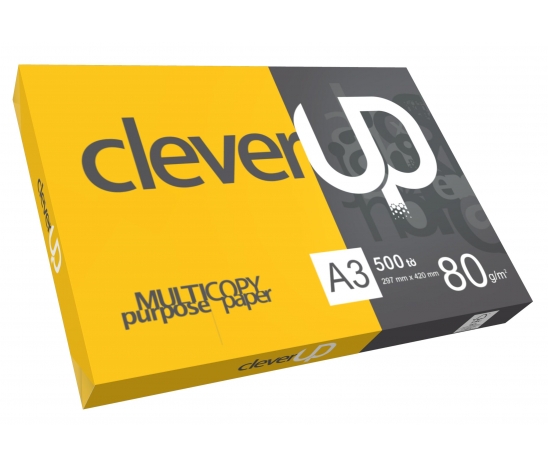 cleverUP
A3
500 tờ
297 mm x 420 mm
80 g/m²
MULTICOPY
purpose paper
cleverUP
cleverUP